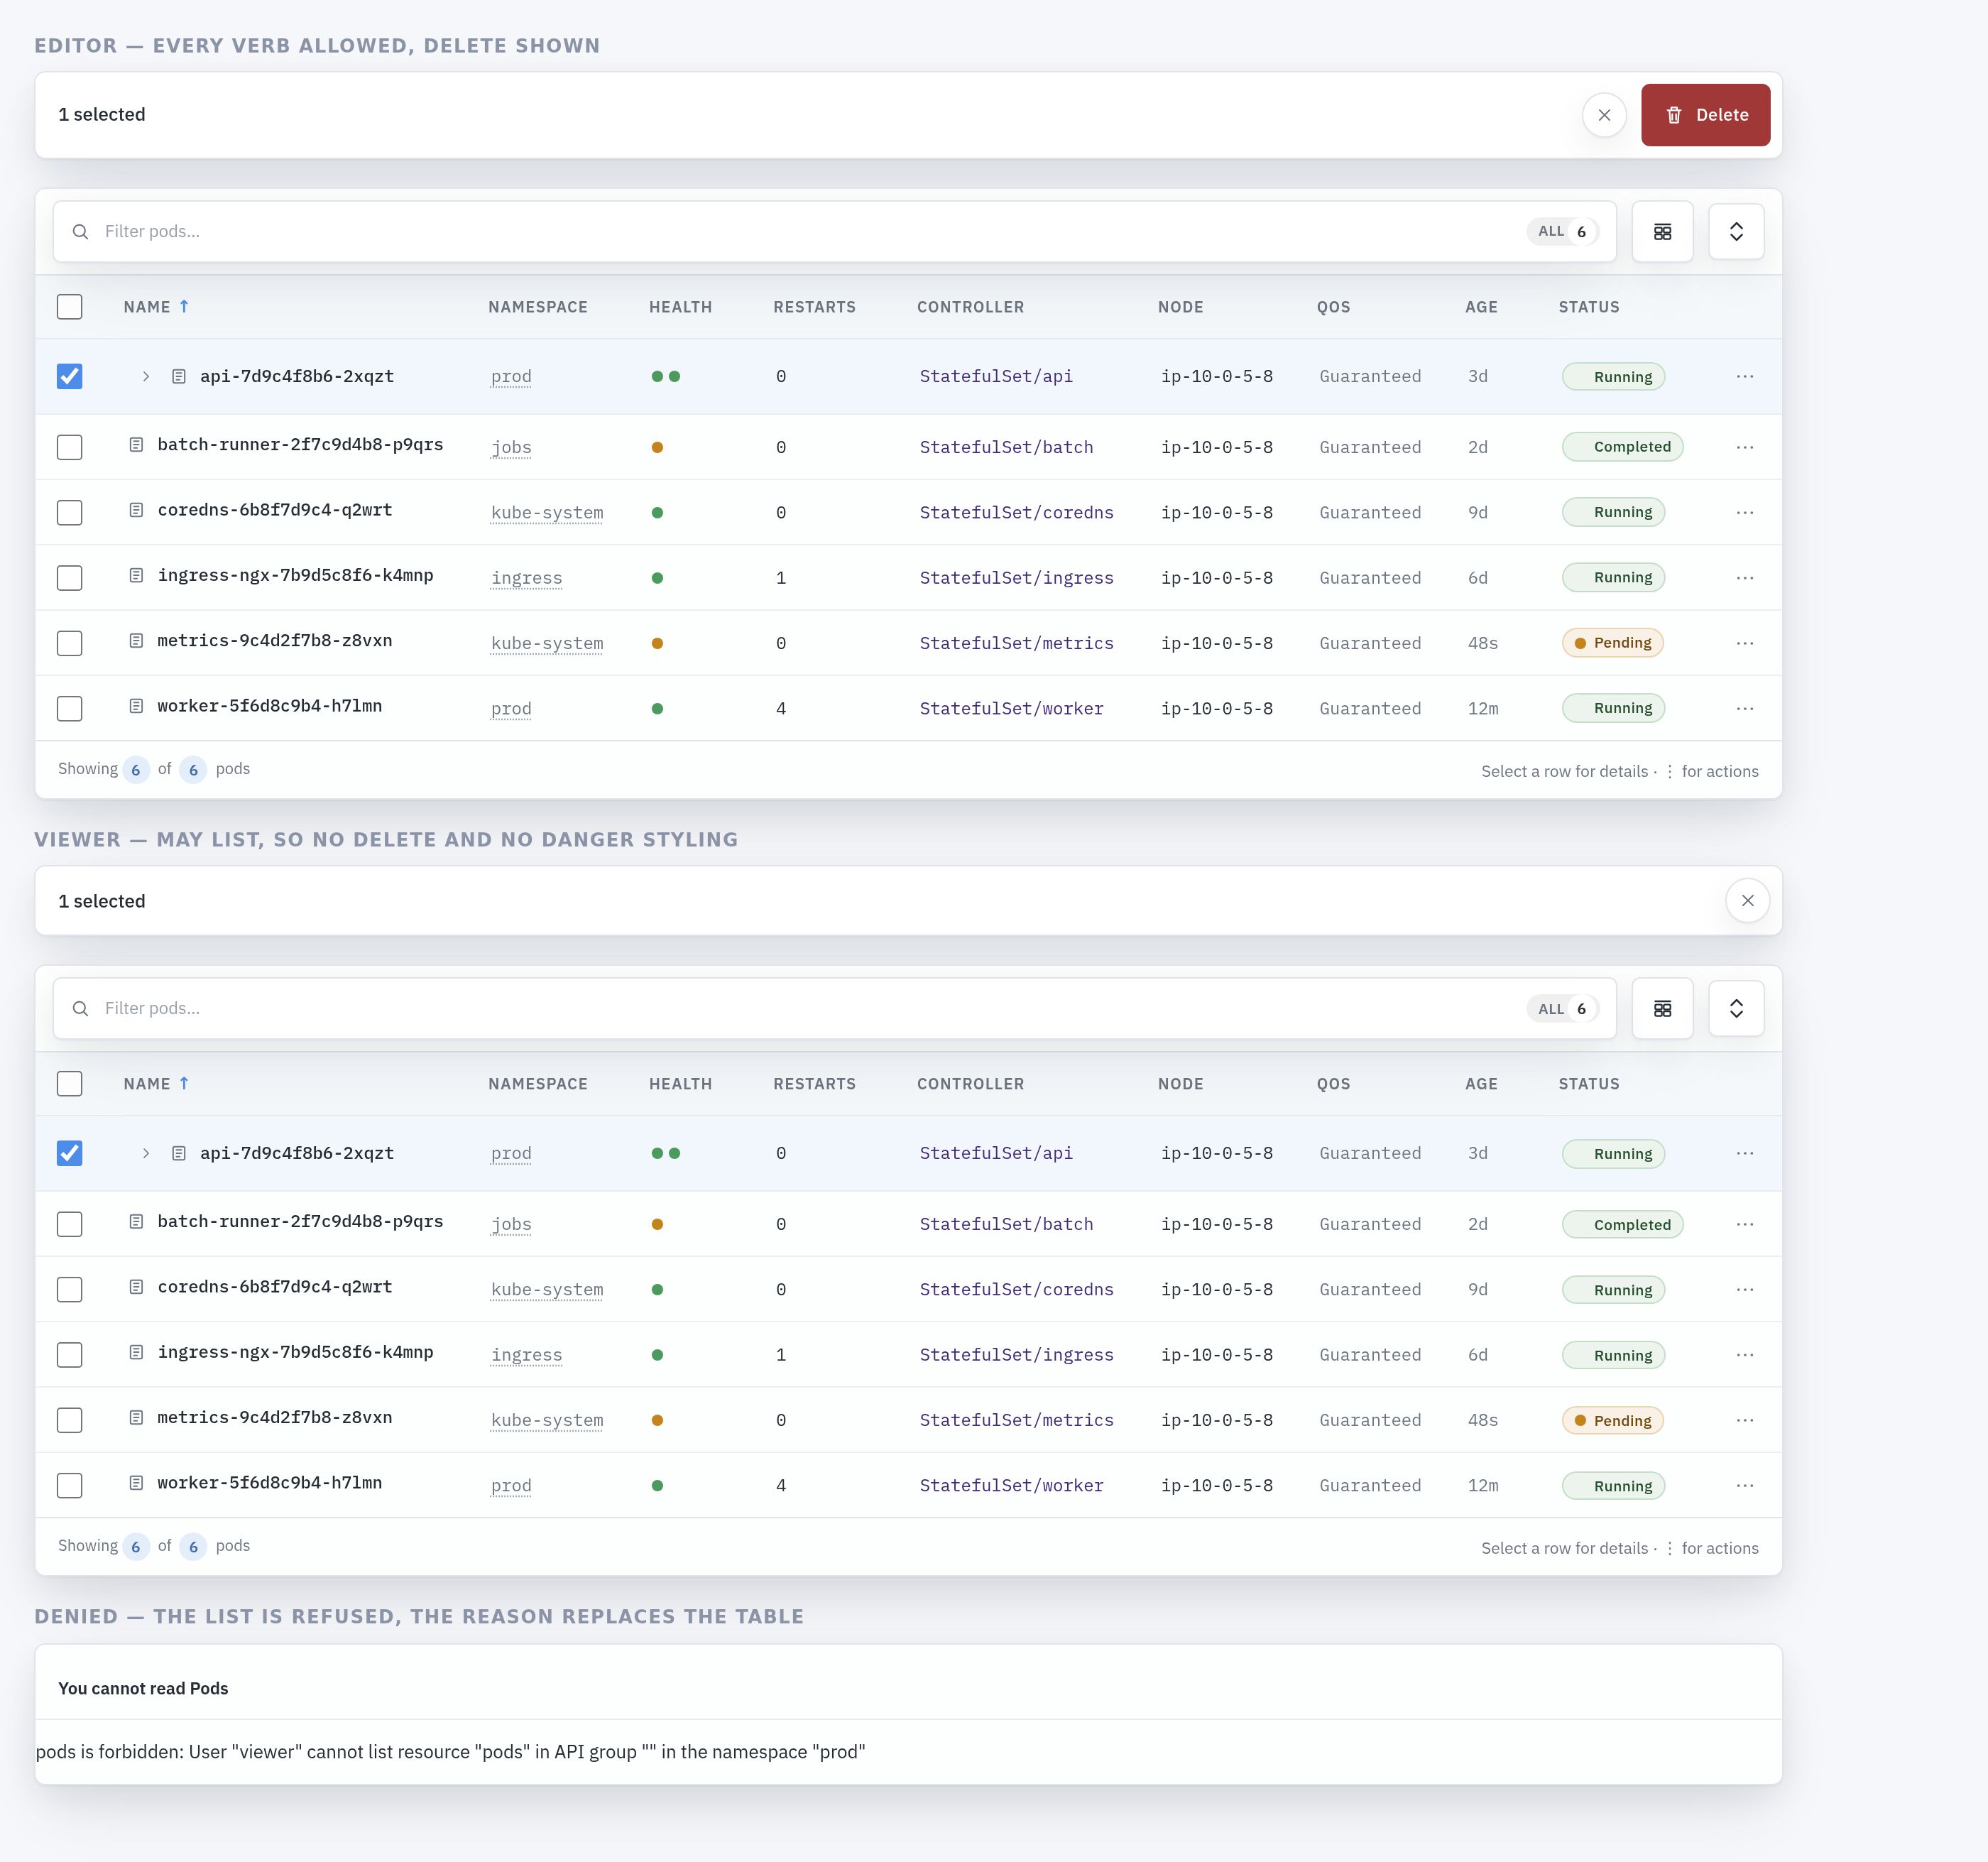 EDITOR — EVERY VERB ALLOWED, DELETE SHOWN
1 selected
Delete
Filter pods...
ALL 6
NAME ↑ NAMESPACE HEALTH RESTARTS CONTROLLER NODE QOS AGE STATUS
api-7d9c4f8b6-2xqzt prod 0 StatefulSet/api ip-10-0-5-8 Guaranteed 3d Running ···
batch-runner-2f7c9d4b8-p9qrs jobs 0 StatefulSet/batch ip-10-0-5-8 Guaranteed 2d Completed ···
coredns-6b8f7d9c4-q2wrt kube-system 0 StatefulSet/coredns ip-10-0-5-8 Guaranteed 9d Running ···
ingress-ngx-7b9d5c8f6-k4mnp ingress 1 StatefulSet/ingress ip-10-0-5-8 Guaranteed 6d Running ···
metrics-9c4d2f7b8-z8vxn kube-system 0 StatefulSet/metrics ip-10-0-5-8 Guaranteed 48s Pending ···
worker-5f6d8c9b4-h7lmn prod 4 StatefulSet/worker ip-10-0-5-8 Guaranteed 12m Running ···
Showing 6 of 6 pods
Select a row for details · ⋮ for actions
VIEWER — MAY LIST, SO NO DELETE AND NO DANGER STYLING
1 selected
Filter pods...
ALL 6
NAME ↑ NAMESPACE HEALTH RESTARTS CONTROLLER NODE QOS AGE STATUS
api-7d9c4f8b6-2xqzt prod 0 StatefulSet/api ip-10-0-5-8 Guaranteed 3d Running ···
batch-runner-2f7c9d4b8-p9qrs jobs 0 StatefulSet/batch ip-10-0-5-8 Guaranteed 2d Completed ···
coredns-6b8f7d9c4-q2wrt kube-system 0 StatefulSet/coredns ip-10-0-5-8 Guaranteed 9d Running ···
ingress-ngx-7b9d5c8f6-k4mnp ingress 1 StatefulSet/ingress ip-10-0-5-8 Guaranteed 6d Running ···
metrics-9c4d2f7b8-z8vxn kube-system 0 StatefulSet/metrics ip-10-0-5-8 Guaranteed 48s Pending ···
worker-5f6d8c9b4-h7lmn prod 4 StatefulSet/worker ip-10-0-5-8 Guaranteed 12m Running ···
Showing 6 of 6 pods
Select a row for details · ⋮ for actions
DENIED — THE LIST IS REFUSED, THE REASON REPLACES THE TABLE
You cannot read Pods
pods is forbidden: User "viewer" cannot list resource "pods" in API group "" in the namespace "prod"